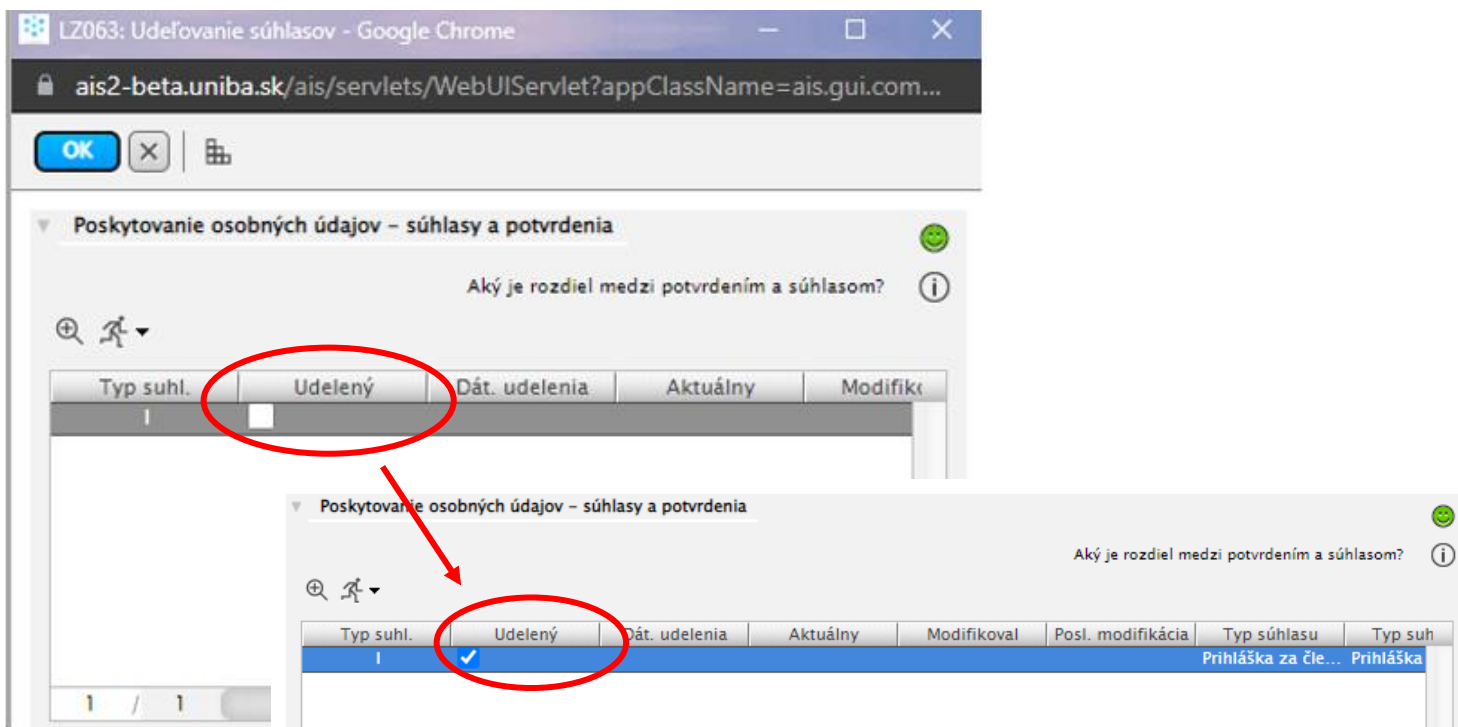 LZ063: Udeľovanie súhlasov - Google Chrome
ais2-beta.uniba.sk/ais/servlets/WebUIServlet?appClassName=ais.gui.com...
OK
Poskytovanie osobných údajov – súhlasy a potvrdenia
Aký je rozdiel medzi potvrdením a súhlasom?
Typ suhl. Udelený Dát. udelenia Aktuálny Modifiko
I
1 / 1
Poskytovanie osobných údajov – súhlasy a potvrdenia
Aký je rozdiel medzi potvrdením a súhlasom?
Typ suhl. Udelený Dát. udelenia Aktuálny Modifikoval Posl. modifikácia Typ súhlasu Typ suh
I Prihláška za čle... Prihláška